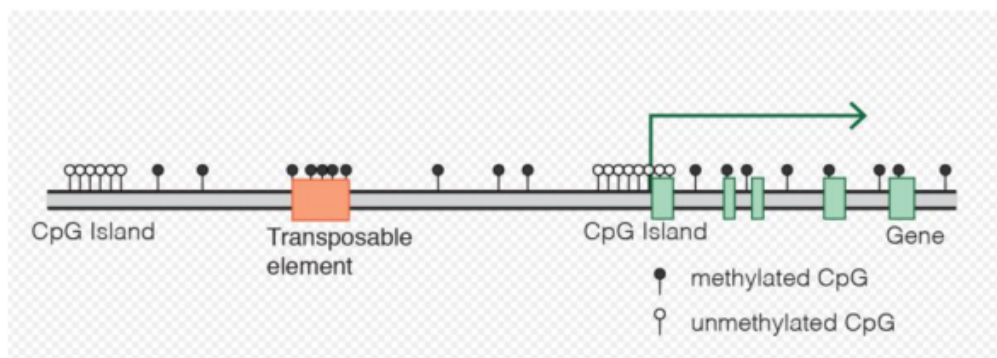 CpG Island
Transposable
element
CpG Island
Gene
methylated CpG
unmethylated CpG